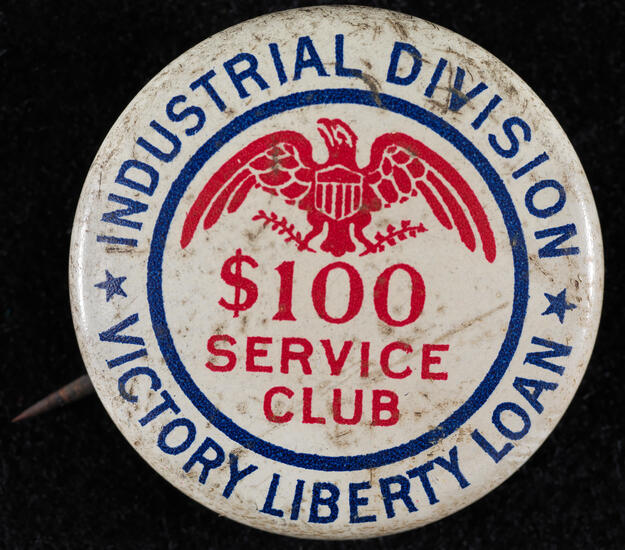 INDUSTRIAL DIVISION
$100
SERVICE
CLUB
★ VICTORY LIBERTY LOAN ★